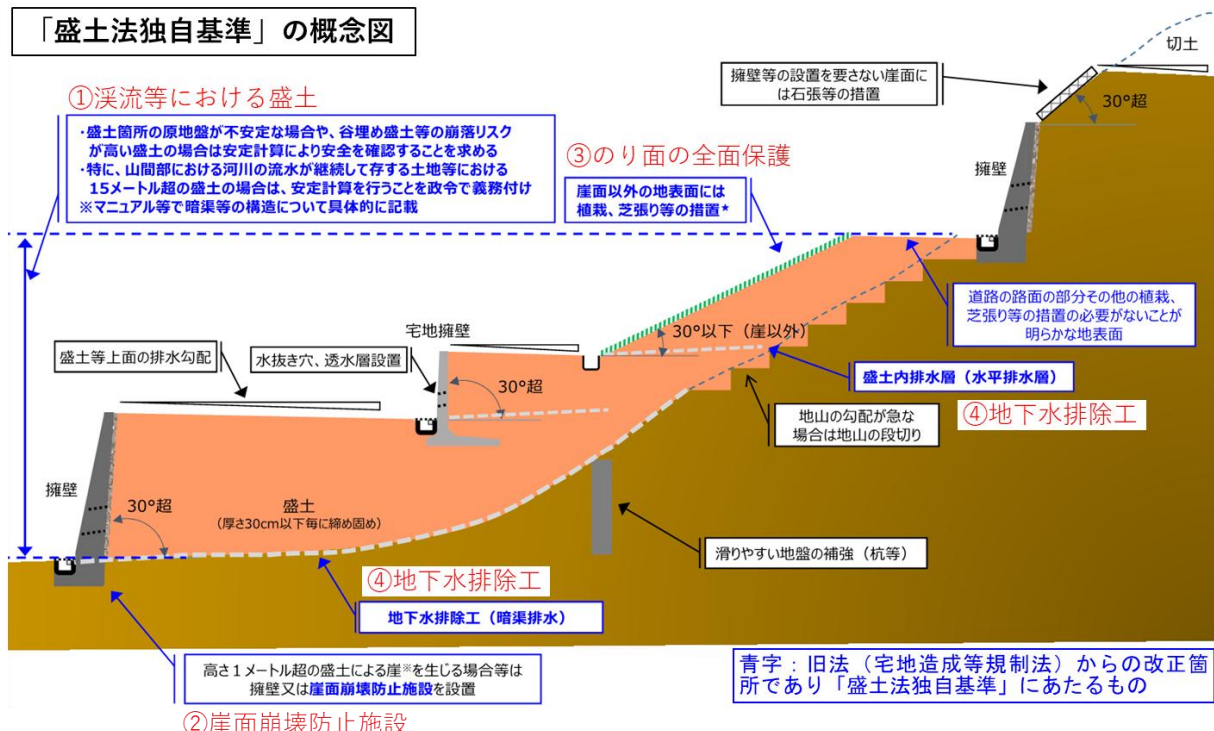 「盛土法独自基準」の概念図
①渓流等における盛土
・盛土箇所の原地盤が不安定な場合や、谷埋め盛土等の崩落リスク
が高い盛土の場合は安定計算により安全を確認することを求める
・特に、山間部における河川の流水が継続して存する土地等における
15メートル超の盛土の場合は、安定計算を行うことを政令で義務付け
※マニュアル等で暗渠等の構造について具体的に記載
切土
擁壁等の設置を要さない崖面に
は石張等の措置
30°超
③のり面の全面保護
崖面以外の地表面には
植栽、芝張り等の措置★
擁壁
道路の路面の部分その他の植栽、
芝張り等の措置の必要がないことが
明らかな地表面
宅地擁壁
30°以下（崖以外）
盛土等上面の排水勾配
水抜き穴、透水層設置
30°超
盛土内排水層（水平排水層）
④地下水排除工
地山の勾配が急な
場合は地山の段切り
擁壁
30°超
盛土
（厚さ30cm以下毎に締め固め）
滑りやすい地盤の補強（杭等）
④地下水排除工
地下水排除工（暗渠排水）
高さ１メートル超の盛土による崖※を生じる場合等は
擁壁又は崖面崩壊防止施設を設置
②崖面崩壊防止施設
青字：旧法（宅地造成等規制法）からの改正箇
所であり「盛土法独自基準」にあたるもの